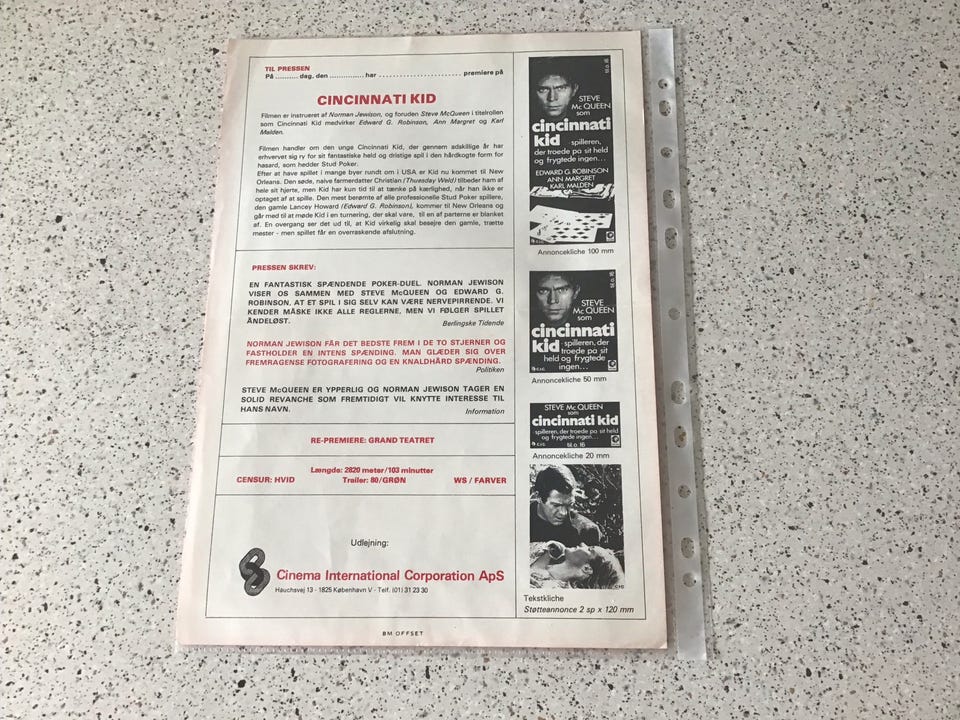 TIL PRESSEN
På .......... dag, den ............... har ........................ premiere på
CINCINNATI KID
Filmen er instrueret af Norman Jewison, og foruden Steve McQueen i titelrollen
som Cincinnati Kid medvirker Edward G. Robinson, Ann Margret og Karl
Malden.
Filmen handler om den unge Cincinnati Kid, der gennem adskillige år har
erhvervet sig ry for sit fantastiske held og dristige spil i den hårdkogte form for
hasard, som hedder Stud Poker.
Efter at have spillet i mange byer rundt om i USA er Kid nu kommet til New
Orleans. Den søde, naive farmerdatter Christian (Thursday Weld) tilbeder ham af
hele sit hjerte, men Kid har kun tid til at tænke på kærlighed, når han ikke er
optaget af at spille. Den mest berømte af alle professionelle Stud Poker spillere,
den gamle Lancey Howard (Edward G. Robinson), kommer til New Orleans og
går med til at møde Kid i en turnering, der skal vare, til en af parterne er blanket
af. En overgang ser det ud til, at Kid virkelig skal besejre den gamle, trætte
mester - men spillet får en overraskende afslutning.
PRESSEN SKREV:
EN FANTASTISK SPÆNDENDE POKER-DUEL. NORMAN JEWISON
VISER OS SAMMEN MED STEVE McQUEEN OG EDWARD G.
ROBINSON, AT ET SPIL I SIG SELV KAN VÆRE NERVEPIRRENDE. VI
KENDER MÅSKE IKKE ALLE REGLERNE, MEN VI FØLGER SPILLET
ÅNDELØST.
Berlingske Tidende
NORMAN JEWISON FÅR DET BEDSTE FREM I DE TO STJERNER OG
FASTHOLDER EN INTENS SPÆNDING. MAN GLÆDER SIG OVER
FREMRAGENSE FOTOGRAFERING OG EN KNALDHÅRD SPÆNDING.
Politiken
STEVE McQUEEN ER YPPERLIG OG NORMAN JEWISON TAGER EN
SOLID REVANCHE SOM FREMTIDIGT VIL KNYTTE INTERESSE TIL
HANS NAVN.
Information
RE-PREMIERE: GRAND TEATRET
Længde: 2820 meter/103 minutter
CENSUR: HVID Trailer: 80/GRØN WS / FARVER
Udlejning:
Cinema International Corporation ApS
Hauchsvej 13 - 1825 København V - Telf. (01) 31 23 30
BM OFFSET
til.o. 16
STEVE
Mc QUEEN
som
cincinnati
kid - spilleren,
der troede på sit held
og frygtede ingen...
EDWARD G. ROBINSON
ANN MARGRET
KARL MALDEN
Annoncekliche 100 mm
til.o. 16
STEVE
Mc QUEEN
som
cincinnati
kid - spilleren, der
troede på sit
held og frygtede
ingen...
Annoncekliche 50 mm
STEVE Mc QUEEN
som
cincinnati kid
- spilleren, der troede på sit held
og frygtede ingen...
til.o. 16
Annoncekliche 20 mm
Tekstkliche
Støtteannonce 2 sp x 120 mm